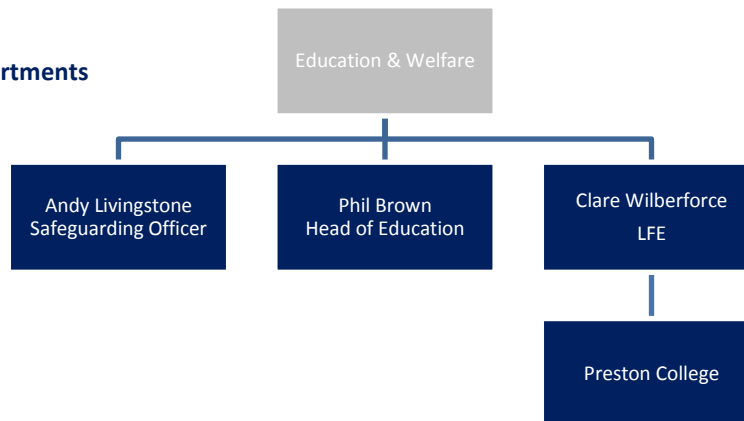 Education & Welfare
rtments
Andy Livingstone
Safeguarding Officer
Phil Brown
Head of Education
Clare Wilberforce
LFE
Preston College